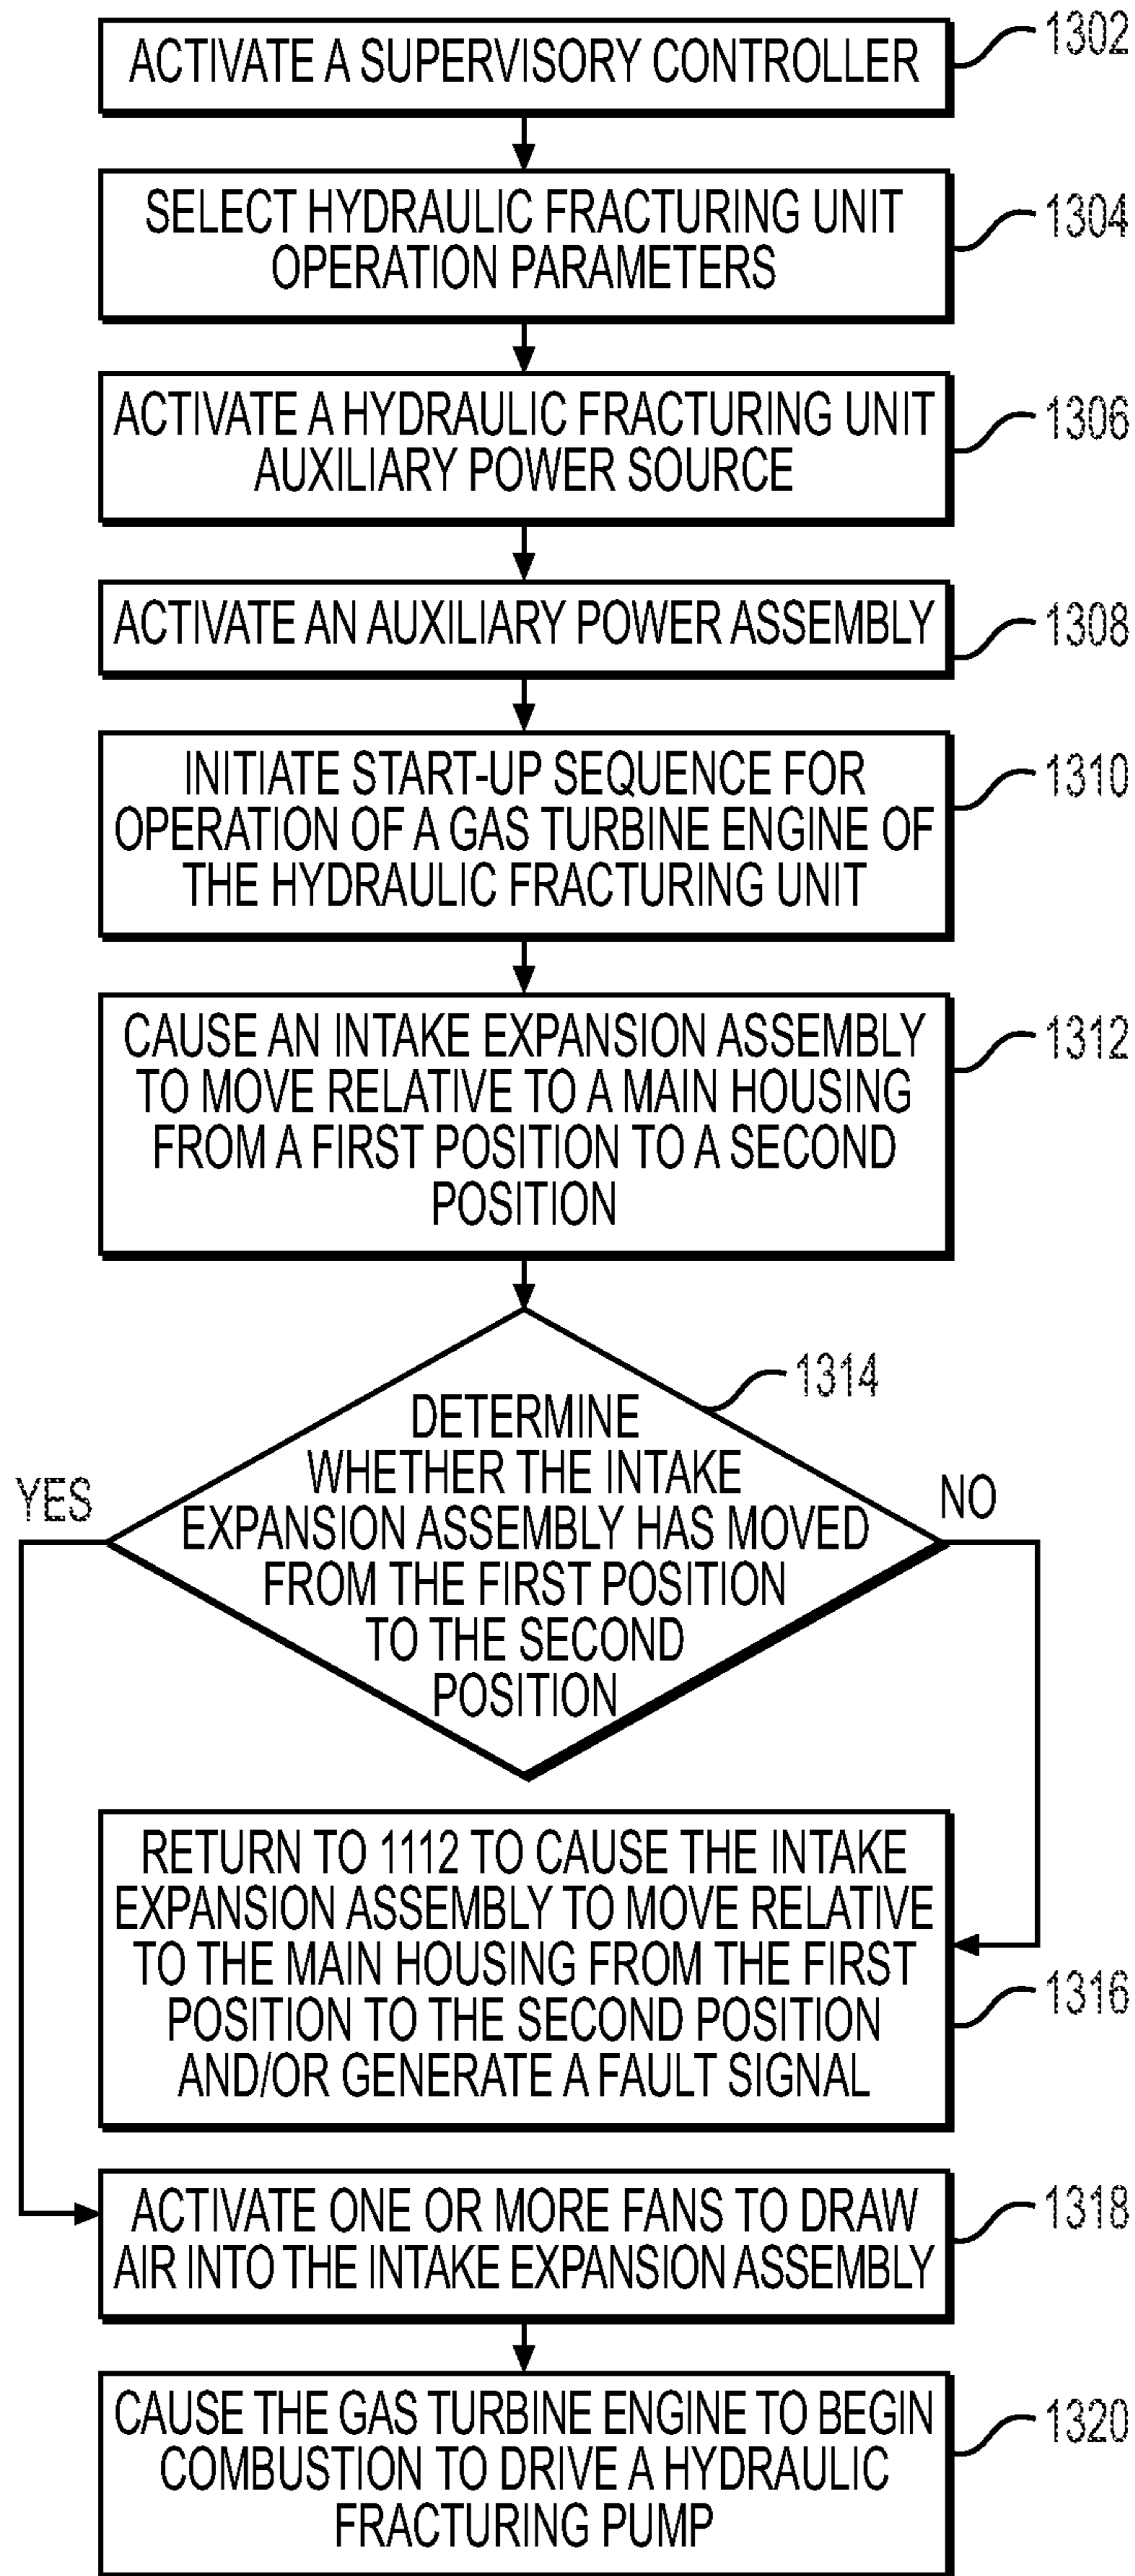 ACTIVATE A SUPERVISORY CONTROLLER
1302
SELECT HYDRAULIC FRACTURING UNIT
OPERATION PARAMETERS
1304
ACTIVATE A HYDRAULIC FRACTURING UNIT
AUXILIARY POWER SOURCE
1306
ACTIVATE AN AUXILIARY POWER ASSEMBLY
1308
INITIATE START-UP SEQUENCE FOR
OPERATION OF A GAS TURBINE ENGINE OF
THE HYDRAULIC FRACTURING UNIT
1310
CAUSE AN INTAKE EXPANSION ASSEMBLY
TO MOVE RELATIVE TO A MAIN HOUSING
FROM A FIRST POSITION TO A SECOND
POSITION
1312
1314
DETERMINE
WHETHER THE INTAKE
EXPANSION ASSEMBLY HAS MOVED
FROM THE FIRST POSITION
TO THE SECOND
POSITION
YES
NO
RETURN TO 1112 TO CAUSE THE INTAKE
EXPANSION ASSEMBLY TO MOVE RELATIVE
TO THE MAIN HOUSING FROM THE FIRST
POSITION TO THE SECOND POSITION
AND/OR GENERATE A FAULT SIGNAL
1316
ACTIVATE ONE OR MORE FANS TO DRAW
AIR INTO THE INTAKE EXPANSION ASSEMBLY
1318
CAUSE THE GAS TURBINE ENGINE TO BEGIN
COMBUSTION TO DRIVE A HYDRAULIC
FRACTURING PUMP
1320